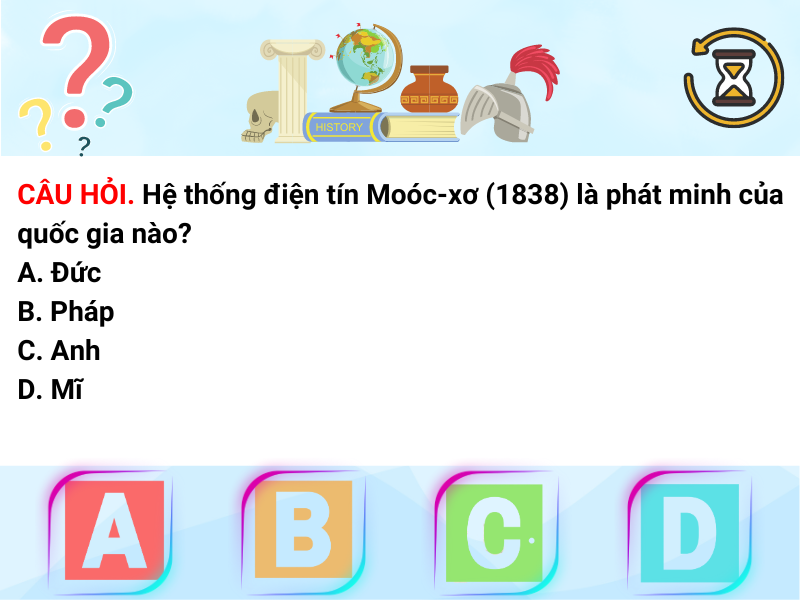 HISTORY
CÂU HỎI. Hệ thống điện tín Moóc-xơ (1838) là phát minh của
quốc gia nào?
A. Đức
B. Pháp
C. Anh
D. Mĩ
A B C D